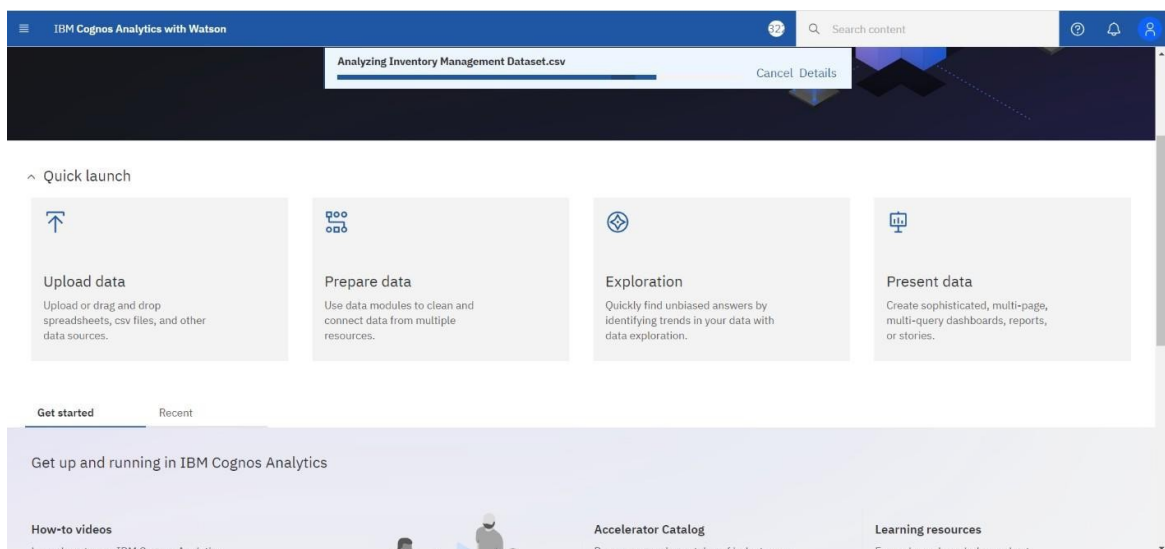 IBM Cognos Analytics with Watson
Search content
Analyzing Inventory Management Dataset.csv
Cancel Details
Quick launch
Upload data
Upload or drag and drop
spreadsheets, csv files, and other
data sources.
Prepare data
Use data modules to clean and
connect data from multiple
resources.
Exploration
Quickly find unbiased answers by
identifying trends in your data with
data exploration.
Present data
Create sophisticated, multi-page,
multi-query dashboards, reports,
or stories.
Get started
Recent
Get up and running in IBM Cognos Analytics
How-to videos
Accelerator Catalog
Learning resources